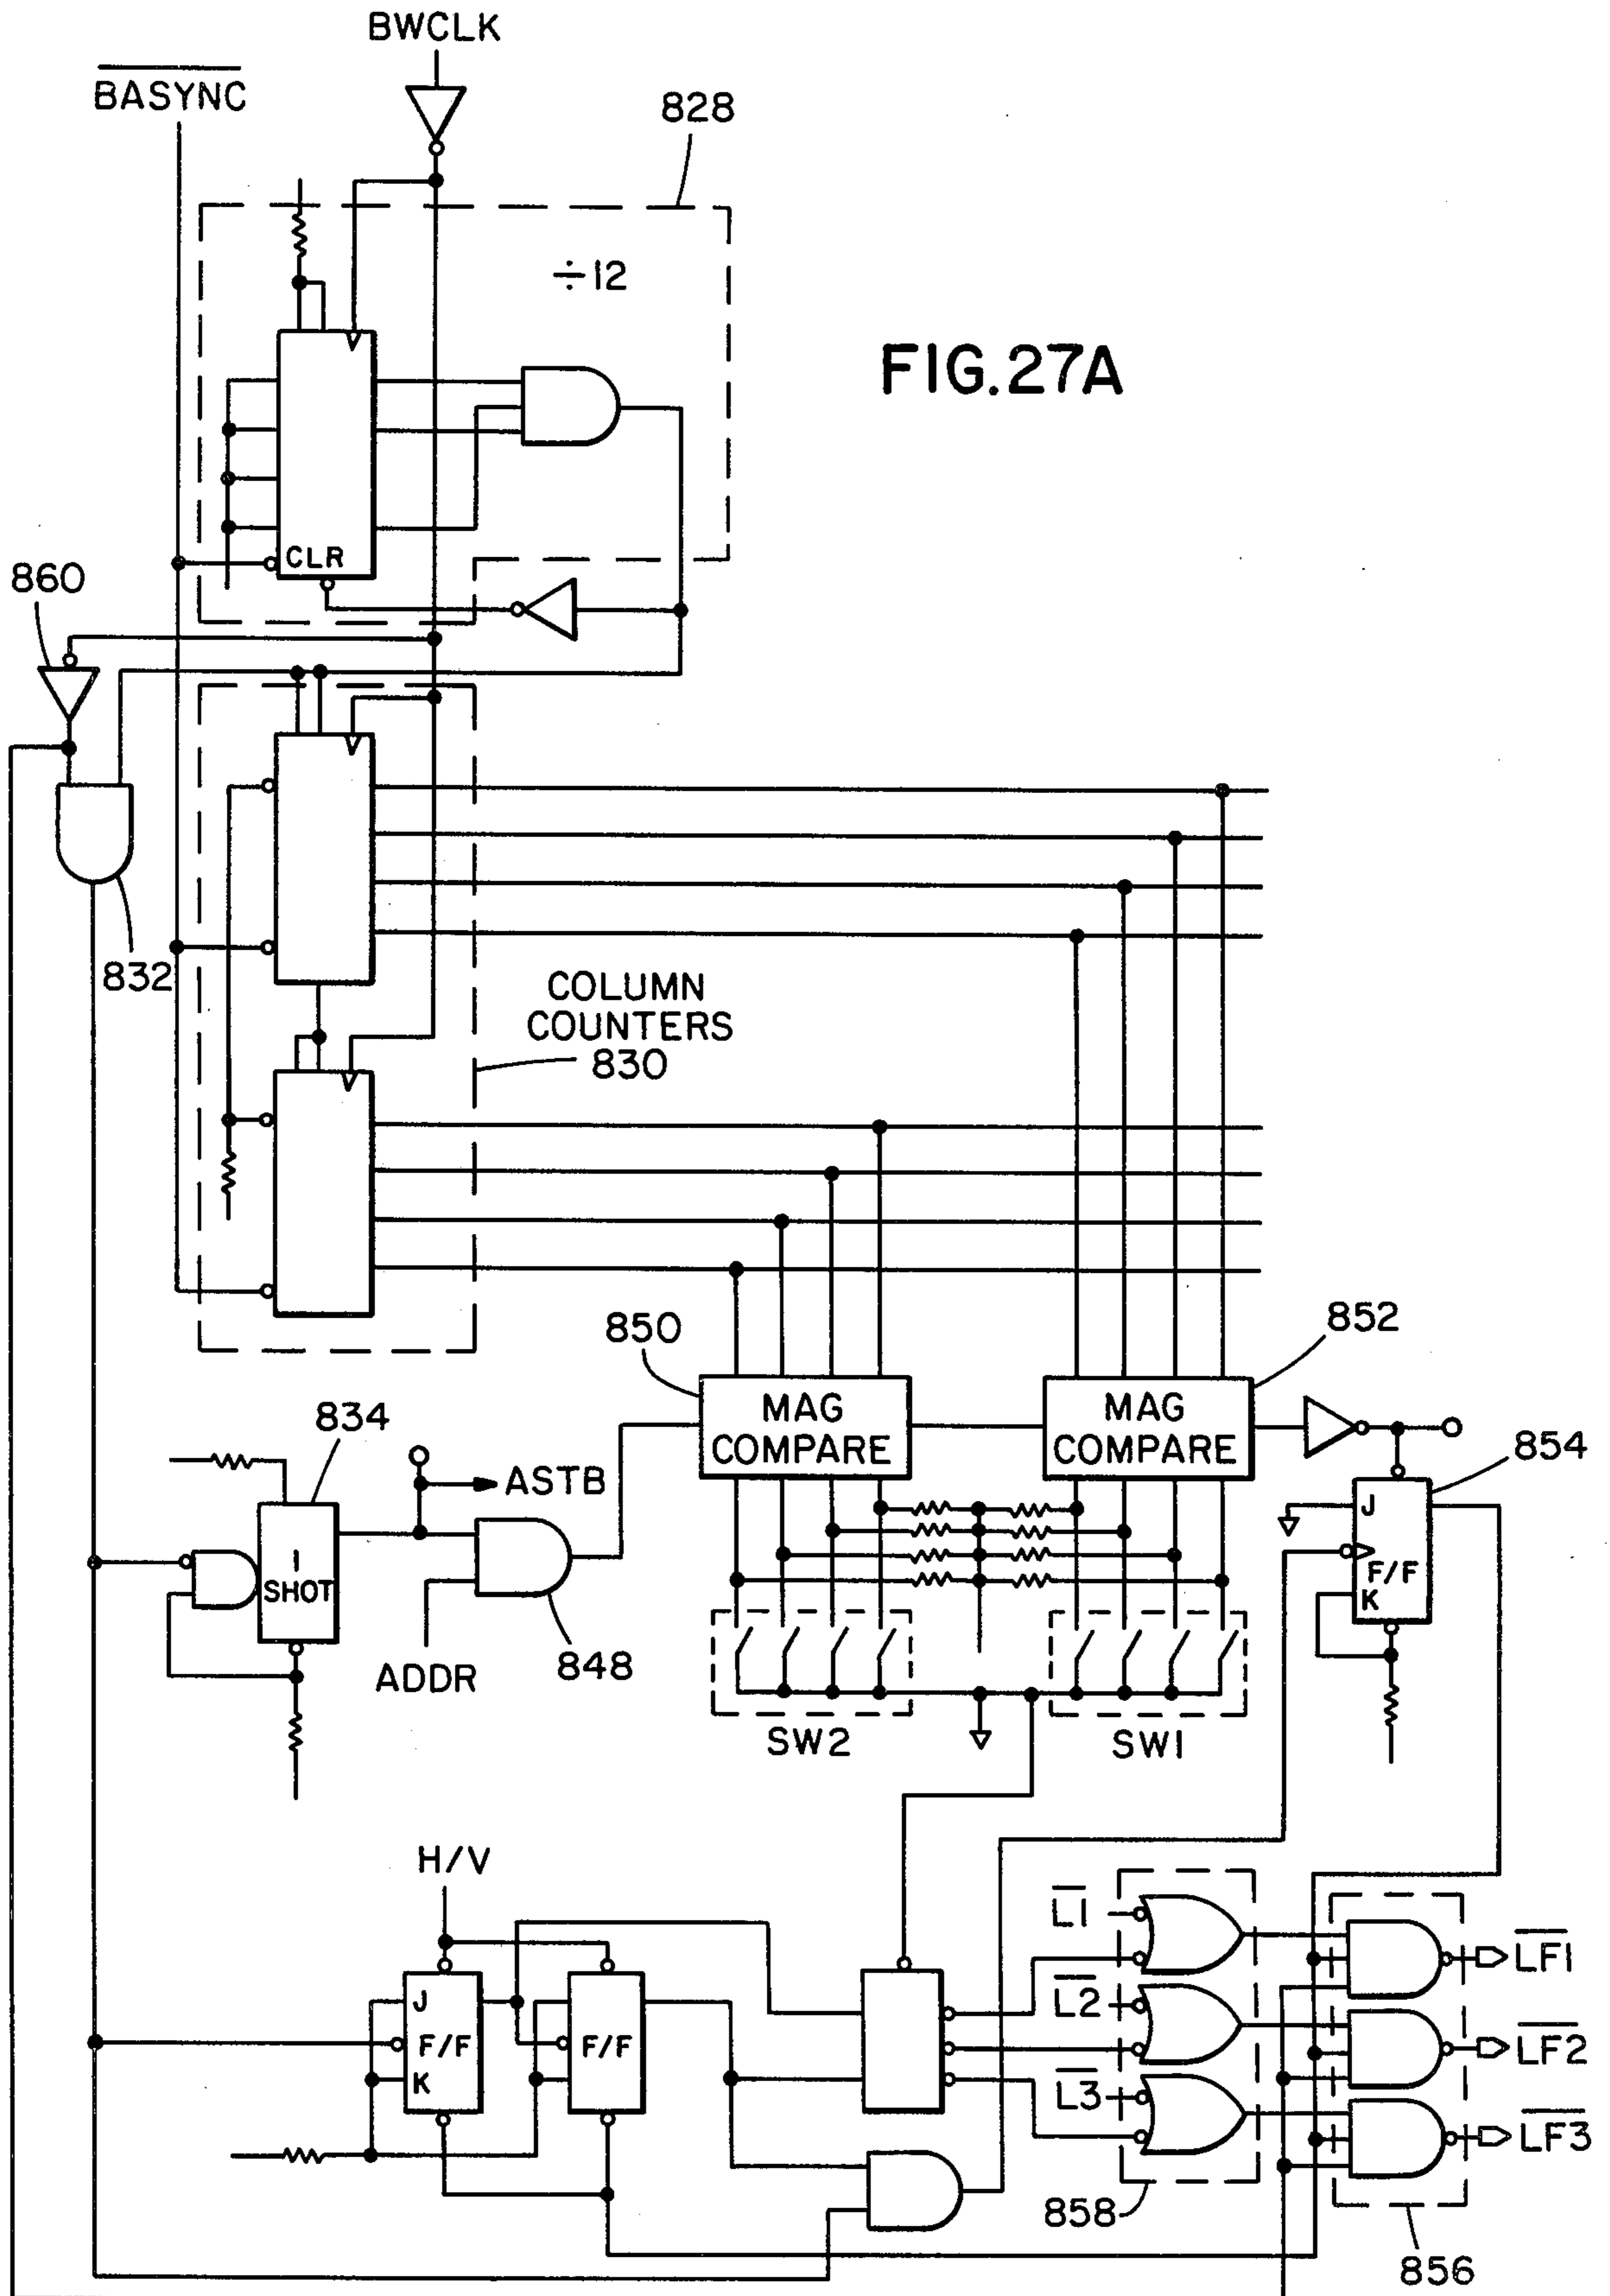 BWCLK
BASYNC
828
÷12
FIG.27A
CLR
860
832
COLUMN
COUNTERS
830
850
852
834
MAG
COMPARE
MAG
COMPARE
854
ASTB
J
F/F
K
1
SHOT
848
ADDR
SW2
SW1
H/V
L1
LF1
J
F/F
K
F/F
L2
LF2
L3
LF3
858
856